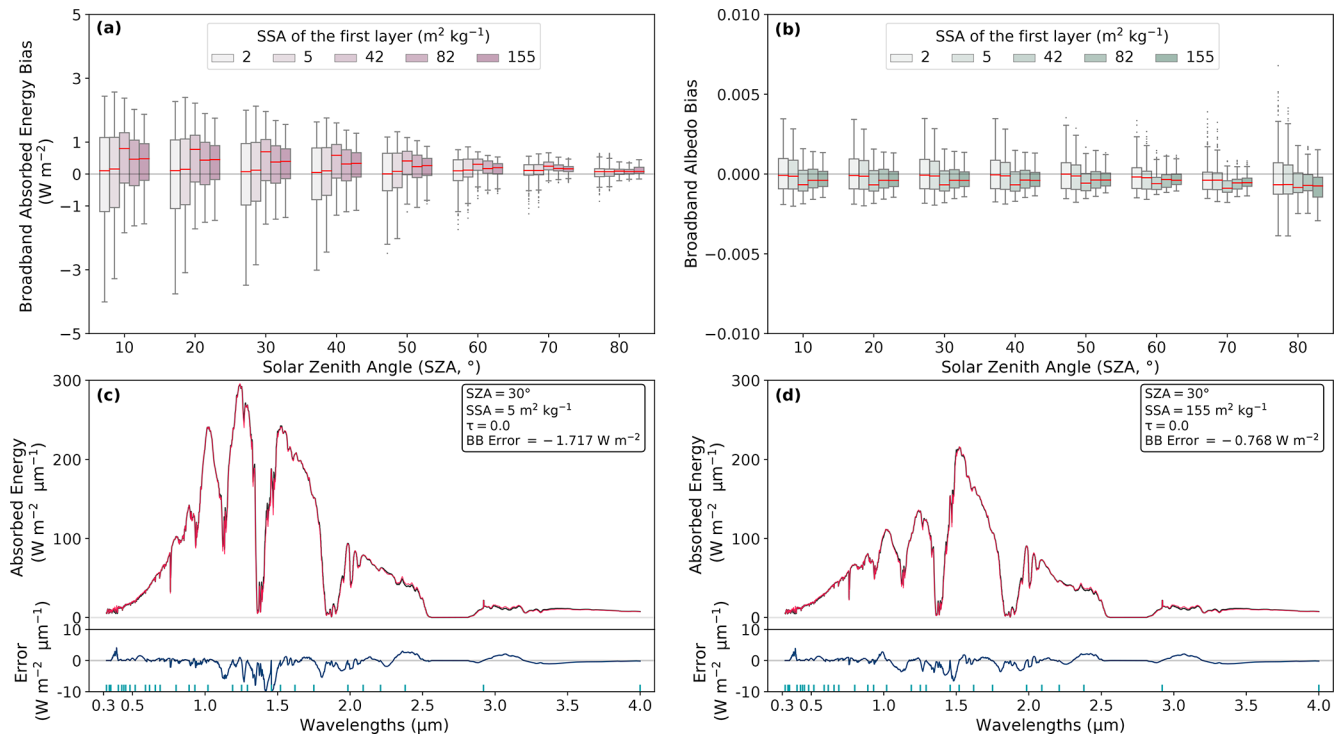 (a)
SSA of the first layer (m² kg⁻¹)
2 5 42 82 155
Broadband Absorbed Energy Bias
(W m⁻²)
5
3
1
0
−1
−3
−5
10 20 30 40 50 60 70 80
Solar Zenith Angle (SZA, °)
(b)
SSA of the first layer (m² kg⁻¹)
2 5 42 82 155
Broadband Albedo Bias
0.010
0.005
0.000
−0.005
−0.010
10 20 30 40 50 60 70 80
Solar Zenith Angle (SZA, °)
(c)
SZA = 30°
SSA = 5 m² kg⁻¹
τ = 0.0
BB Error = −1.717 W m⁻²
Absorbed Energy
(W m⁻² μm⁻¹)
300
200
100
0
Error
(W m⁻² μm⁻¹)
10
0
-10
0.3 0.5 1.0 1.5 2.0 2.5 3.0 3.5 4.0
Wavelengths (μm)
(d)
SZA = 30°
SSA = 155 m² kg⁻¹
τ = 0.0
BB Error = −0.768 W m⁻²
Absorbed Energy
(W m⁻² μm⁻¹)
300
200
100
0
Error
(W m⁻² μm⁻¹)
10
0
-10
0.3 0.5 1.0 1.5 2.0 2.5 3.0 3.5 4.0
Wavelengths (μm)